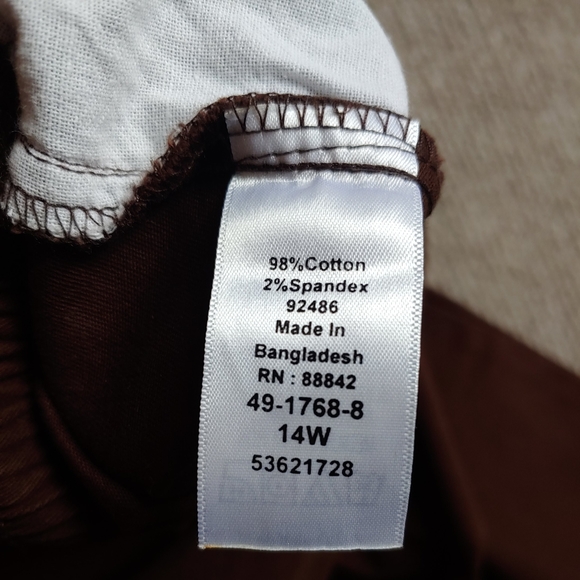 98%Cotton
2%Spandex
92486
Made In
Bangladesh
RN : 88842
49-1768-8
14W
53621728